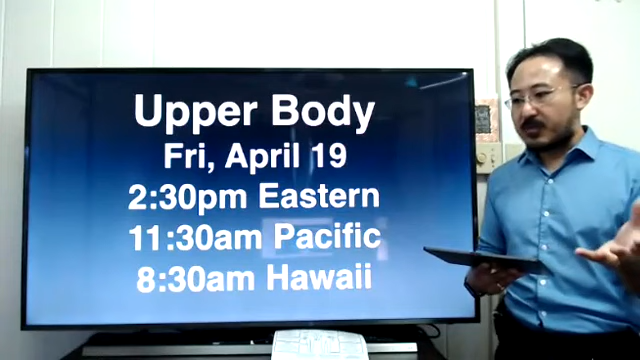 Upper Body
Fri, April 19
2:30pm Eastern
11:30am Pacific
8:30am Hawaii